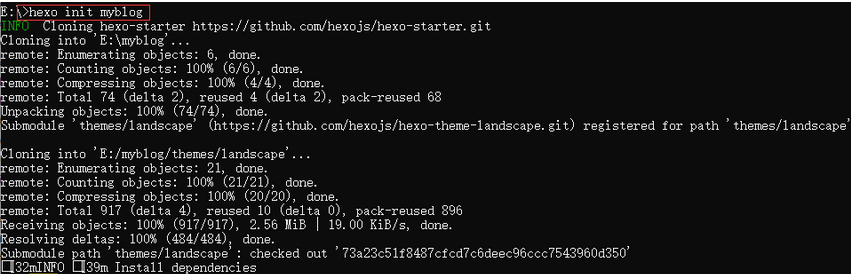 E:\>hexo init myblog
INFO  Cloning hexo-starter https://github.com/hexojs/hexo-starter.git
Cloning into 'E:\myblog'...
remote: Enumerating objects: 6, done.
remote: Counting objects: 100% (6/6), done.
remote: Compressing objects: 100% (4/4), done.
remote: Total 74 (delta 2), reused 4 (delta 2), pack-reused 68
Unpacking objects: 100% (74/74), done.
Submodule 'themes/landscape' (https://github.com/hexojs/hexo-theme-landscape.git) registered for path 'themes/landscape'
Cloning into 'E:/myblog/themes/landscape'...
remote: Enumerating objects: 21, done.
remote: Counting objects: 100% (21/21), done.
remote: Compressing objects: 100% (20/20), done.
remote: Total 917 (delta 4), reused 10 (delta 0), pack-reused 896
Receiving objects: 100% (917/917), 2.56 MiB | 19.00 KiB/s, done.
Resolving deltas: 100% (484/484), done.
Submodule path 'themes/landscape': checked out '73a23c51f8487cfcd7c6deec96ccc7543960d350'
[32mINFO [39m Install dependencies